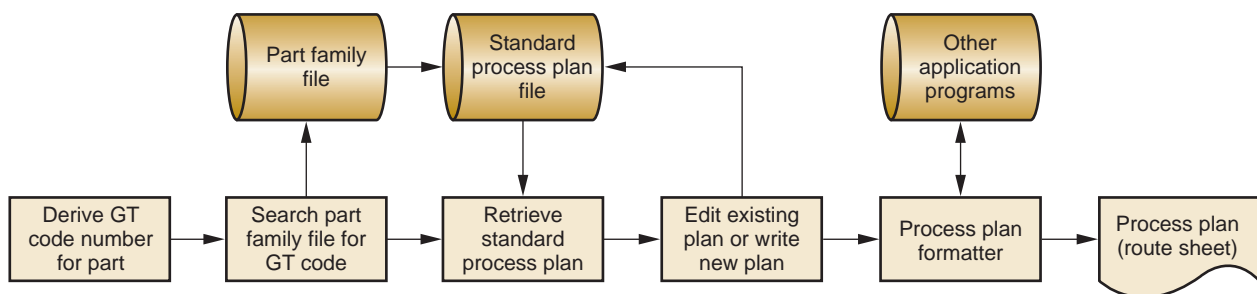 Part family
file
Standard
process plan
file
Other
application
programs
Derive GT
code number
for part
Search part
family file for
GT code
Retrieve
standard
process plan
Edit existing
plan or write
new plan
Process plan
formatter
Process plan
(route sheet)